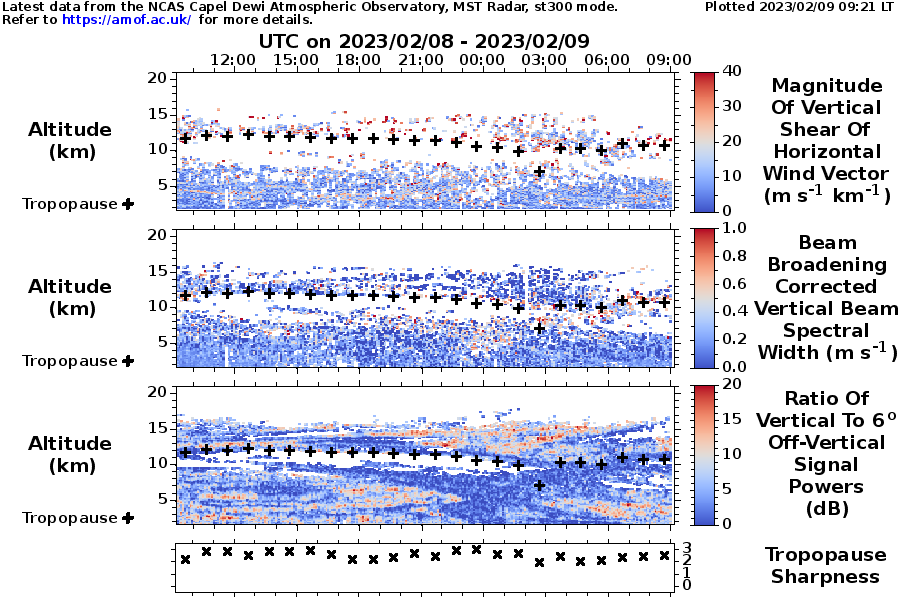 Latest data from the NCAS Capel Dewi Atmospheric Observatory, MST Radar, st300 mode.
Plotted 2023/02/09 09:21 LT
Refer to https://amof.ac.uk/ for more details.
UTC on 2023/02/08 - 2023/02/09
12:00 15:00 18:00 21:00 00:00 03:00 06:00 09:00
20
15
10
5
Altitude
(km)
Tropopause
40
30
20
10
0
Magnitude
Of Vertical
Shear Of
Horizontal
Wind Vector
(m s-1 km-1)
20
15
10
5
Altitude
(km)
Tropopause
1.0
0.8
0.6
0.4
0.2
0.0
Beam
Broadening
Corrected
Vertical Beam
Spectral
Width (m s-1)
20
15
10
5
Altitude
(km)
Tropopause
20
15
10
5
0
Ratio Of
Vertical To 6o
Off-Vertical
Signal
Powers
(dB)
3
2
1
0
Tropopause
Sharpness